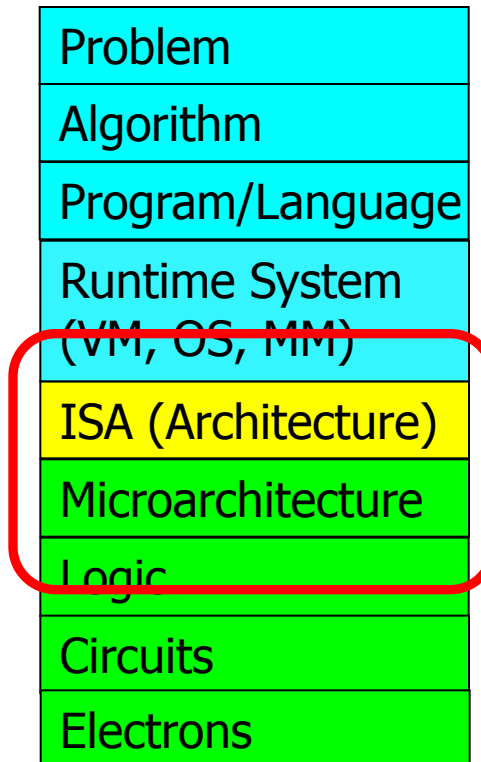 Problem
Algorithm
Program/Language
Runtime System
(VM, OS, MM)
ISA (Architecture)
Microarchitecture
Logic
Circuits
Electrons